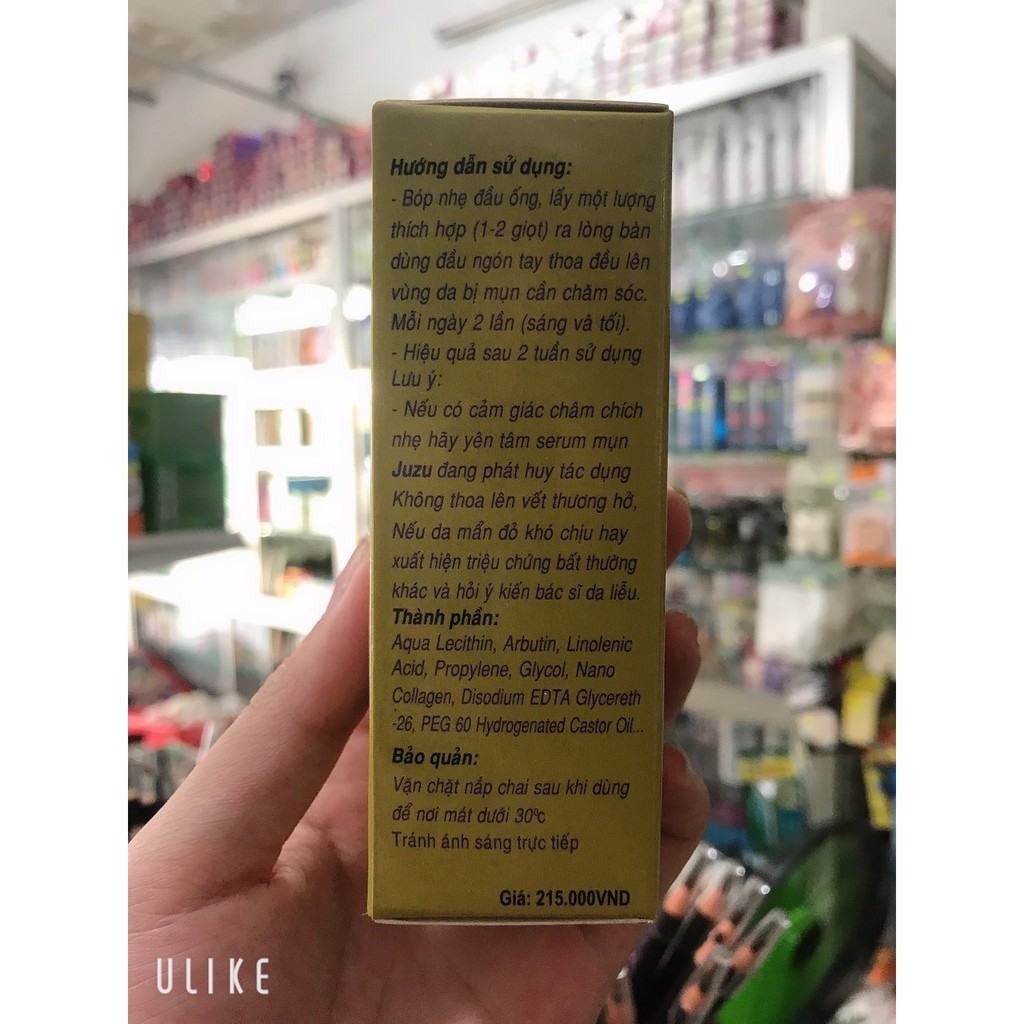 Hướng dẫn sử dụng:
- Bóp nhẹ đầu ống, lấy một lượng
thích hợp (1-2 giọt) ra lòng bàn
dùng đầu ngón tay thoa đều lên
vùng da bị mụn cần chăm sóc.
Mỗi ngày 2 lần (sáng và tối).
- Hiệu quả sau 2 tuần sử dụng
Lưu ý:
- Nếu có cảm giác châm chích
nhẹ hãy yên tâm serum mụn
Juzu đang phát huy tác dụng
Không thoa lên vết thương hở,
Nếu da mẩn đỏ khó chịu hay
xuất hiện triệu chứng bất thường
khác và hỏi ý kiến bác sĩ da liễu.
Thành phần:
Aqua Lecithin, Arbutin, Linolenic
Acid, Propylene, Glycol, Nano
Collagen, Disodium EDTA Glycereth
-26, PEG 60 Hydrogenated Castor Oil...
Bảo quản:
Vặn chặt nắp chai sau khi dùng
để nơi mát dưới 30ºc
Tránh ánh sáng trực tiếp
Giá: 215.000VND
ULIKE